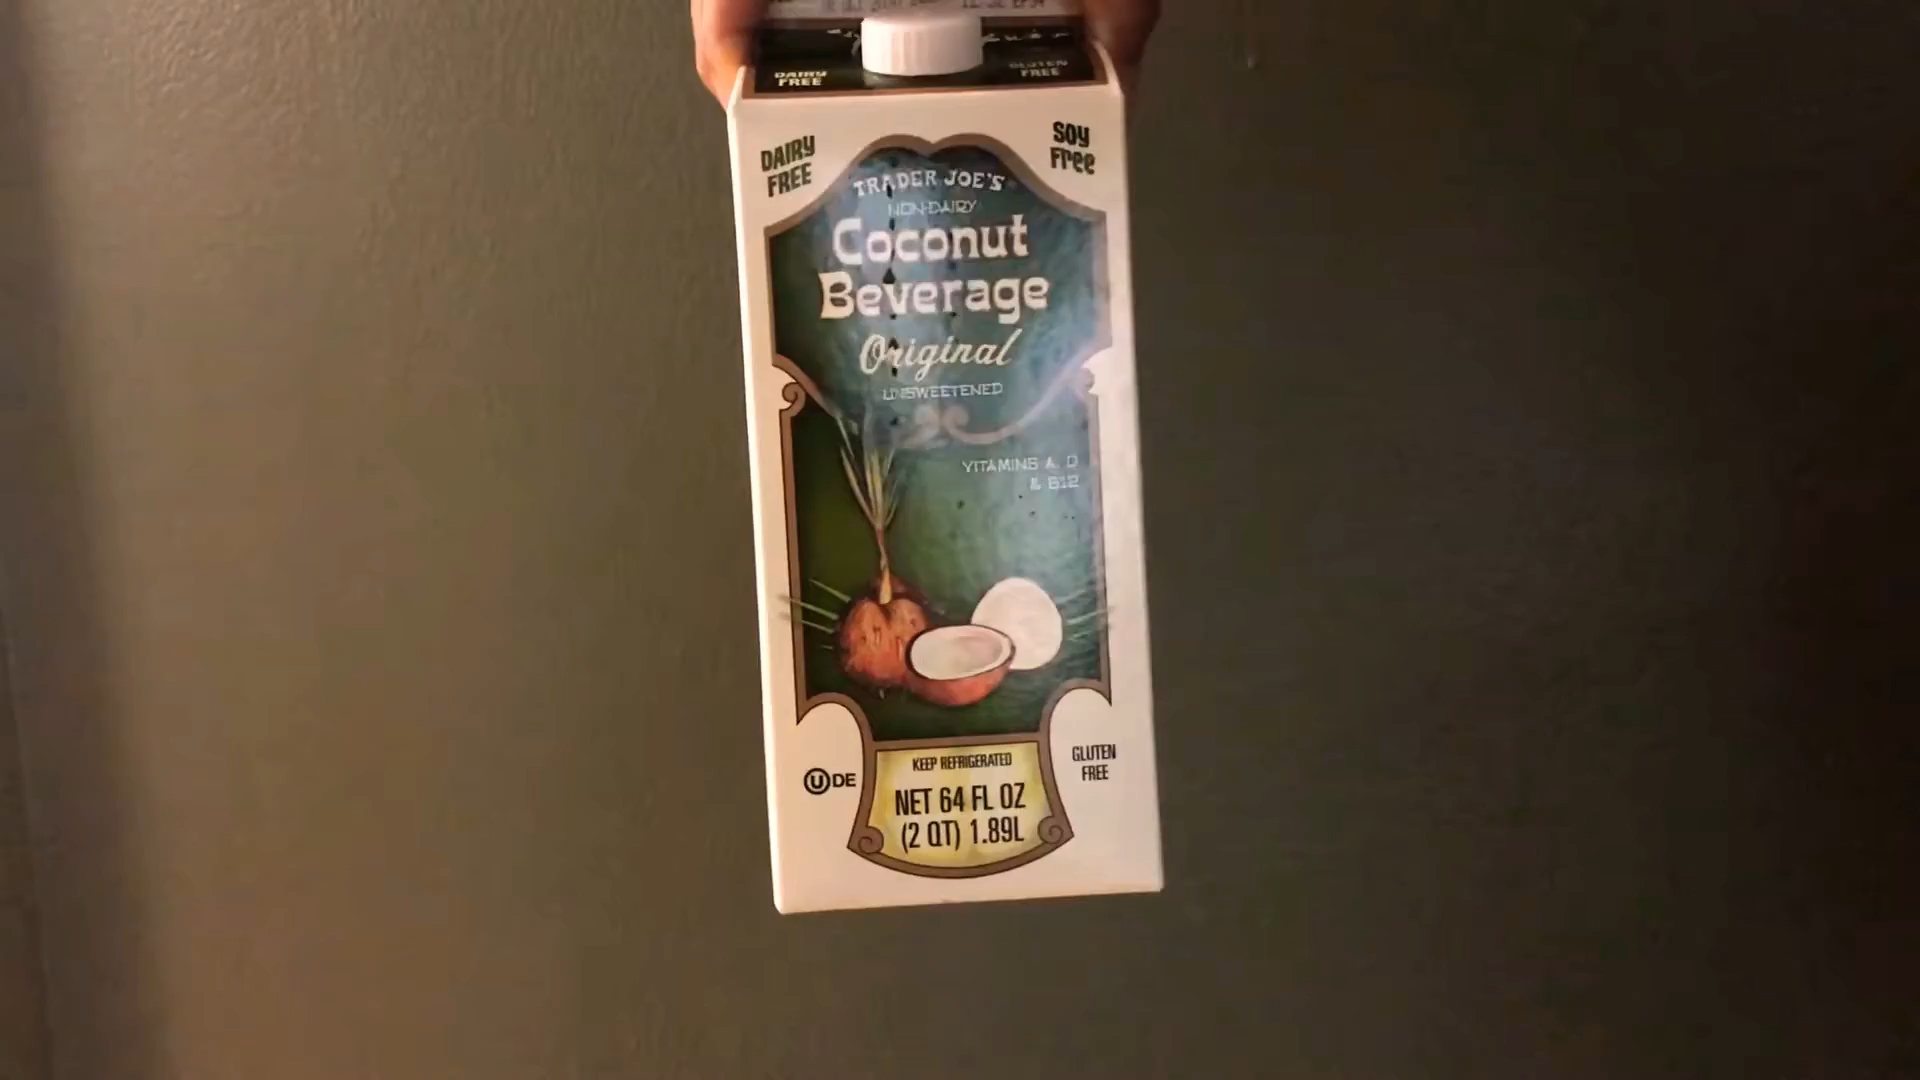 DAIRY
FREE
GLUTEN
FREE
DAIRY
FREE
SOY
FREE
TRADER JOE'S
NON-DAIRY
Coconut
Beverage
Original
UNSWEETENED
VITAMINS A, D
& B12
U DE
KEEP REFRIGERATED
NET 64 FL OZ
(2 QT) 1.89L
GLUTEN
FREE